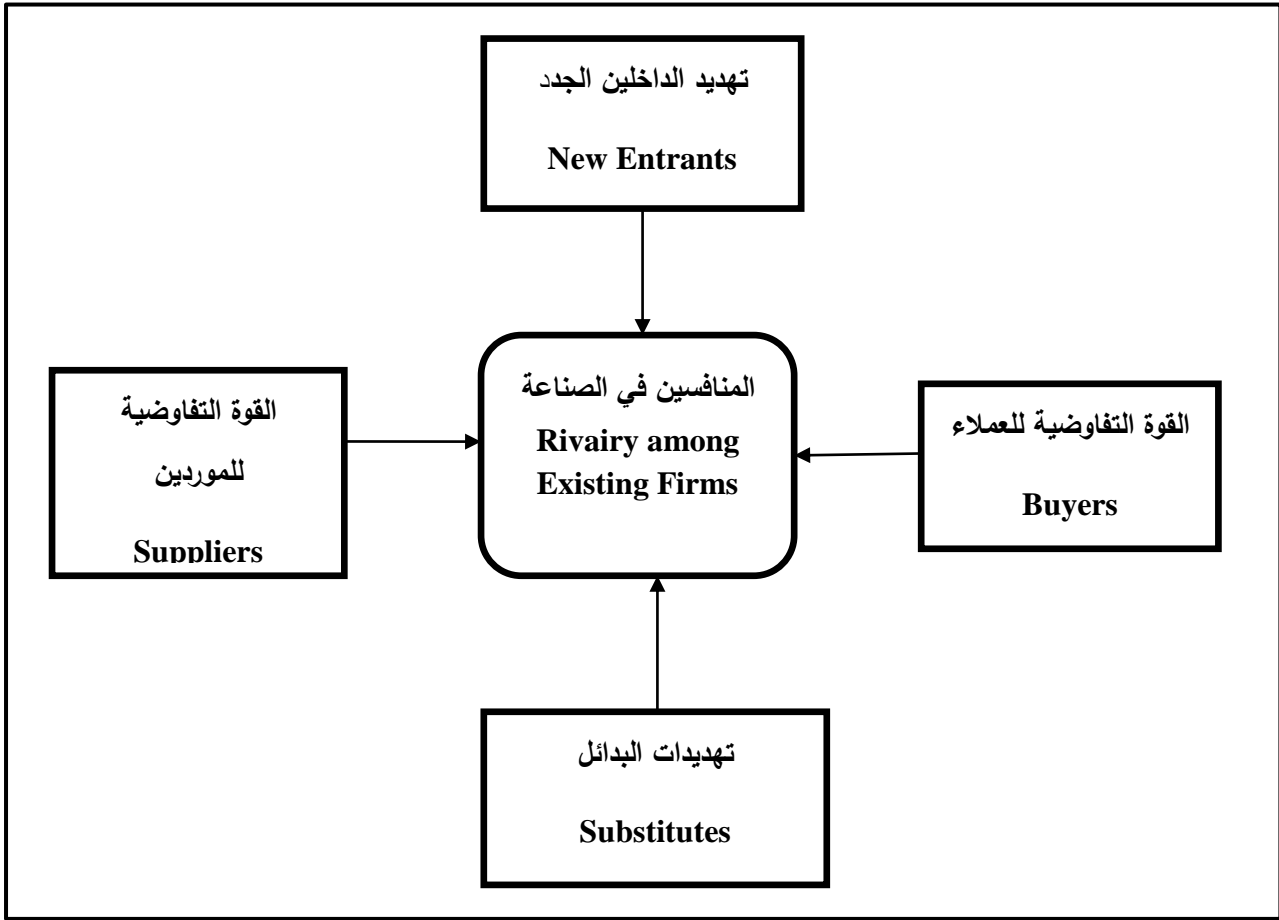 تهديد الداخلين الجدد
New Entrants
المنافسين في الصناعة
Rivairy among
Existing Firms
القوة التفاوضية
للموردين
Suppliers
القوة التفاوضية للعملاء
Buyers
تهديدات البدائل
Substitutes